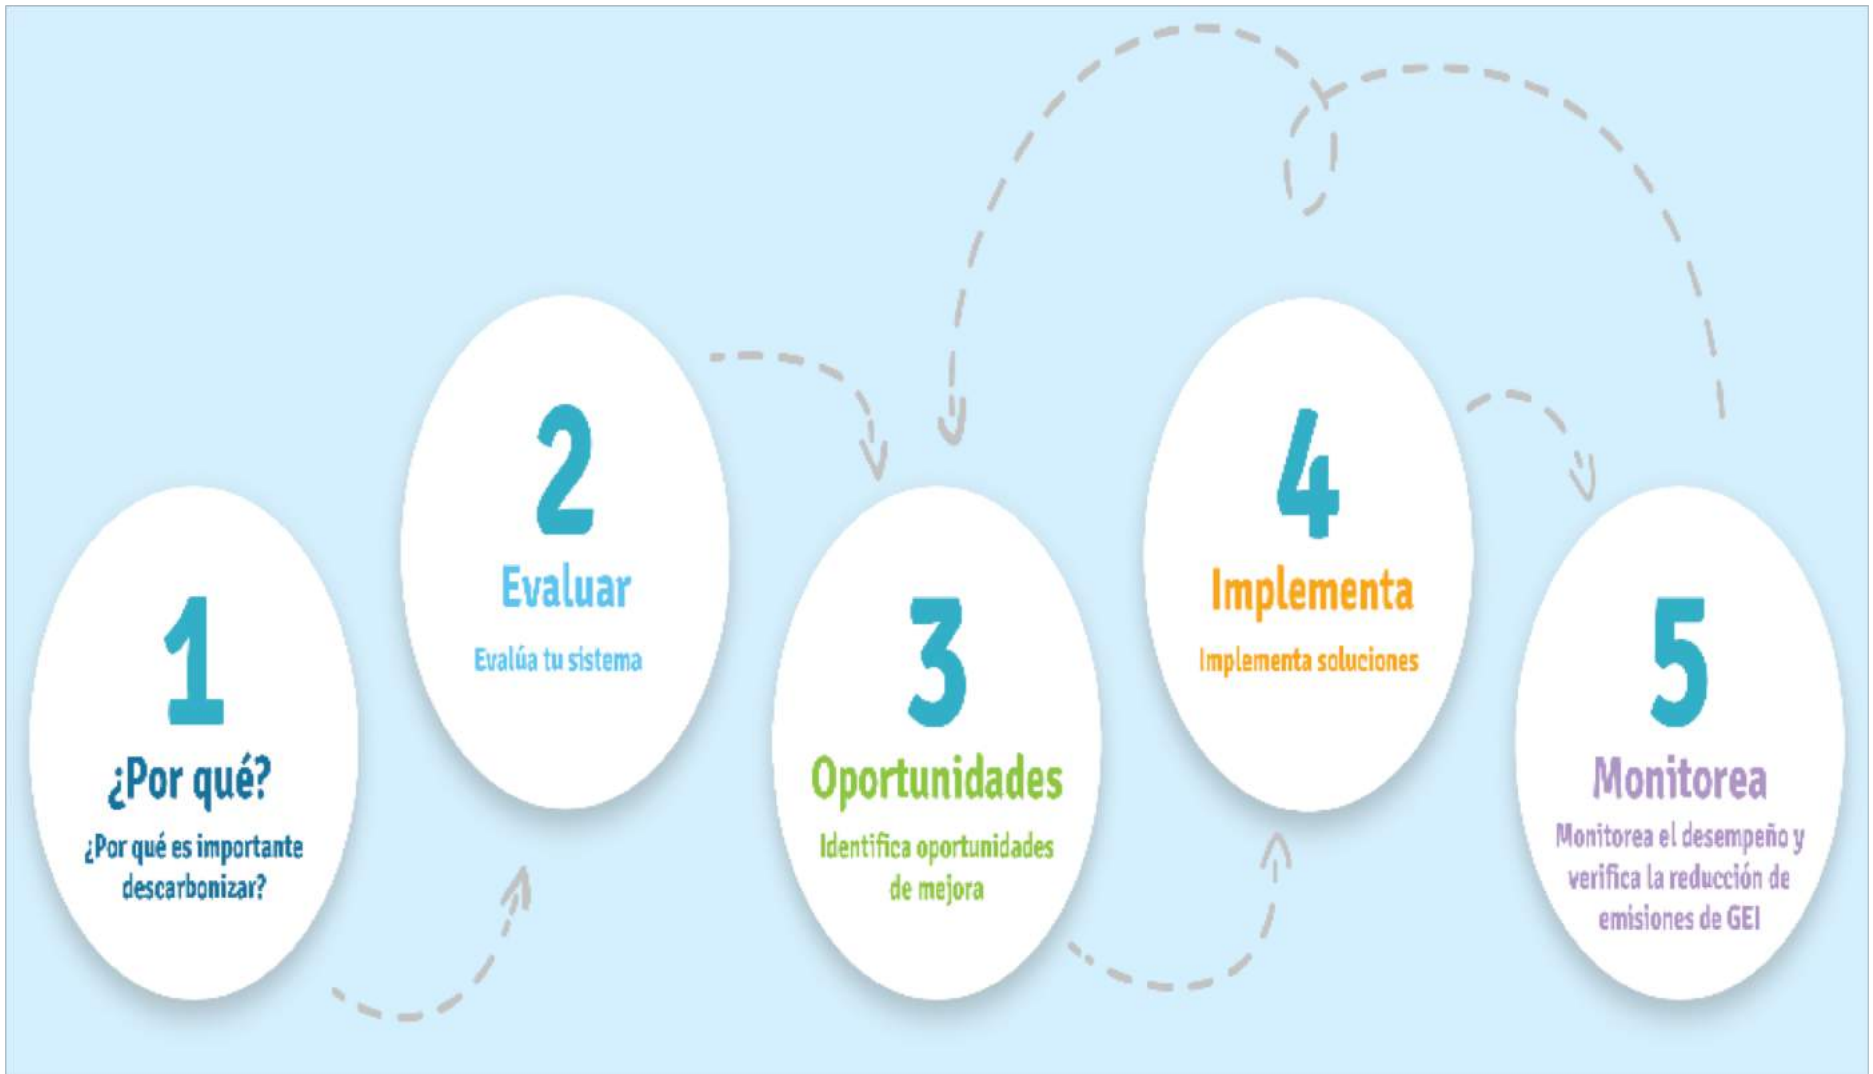 1
¿Por qué?
¿Por qué es importante
descarbonizar?
2
Evaluar
Evalúa tu sistema
3
Oportunidades
Identifica oportunidades
de mejora
4
Implementa
Implementa soluciones
5
Monitorea
Monitorea el desempeño y
verifica la reducción de
emisiones de GEI